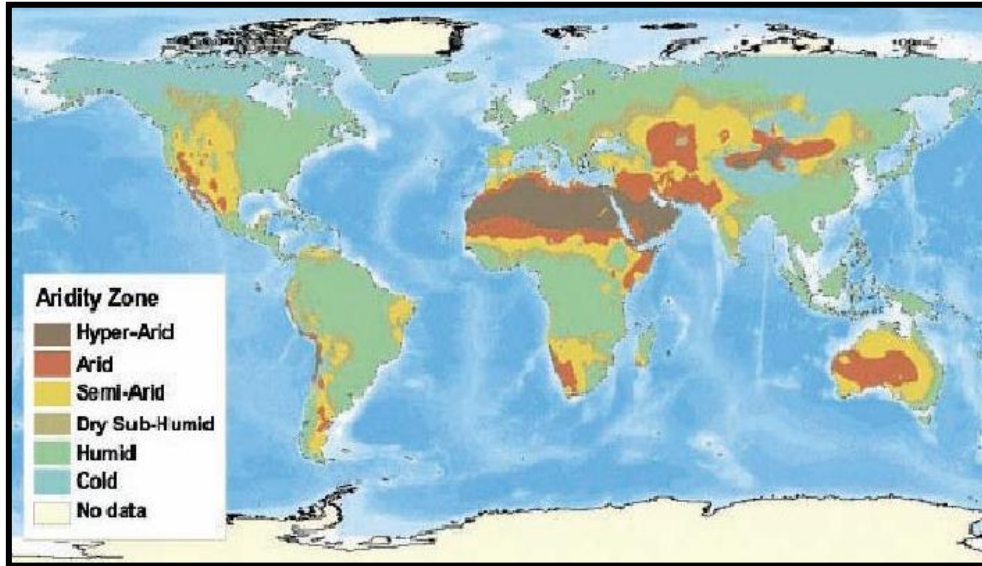 Aridity Zone
Hyper-Arid
Arid
Semi-Arid
Dry Sub-Humid
Humid
Cold
No data